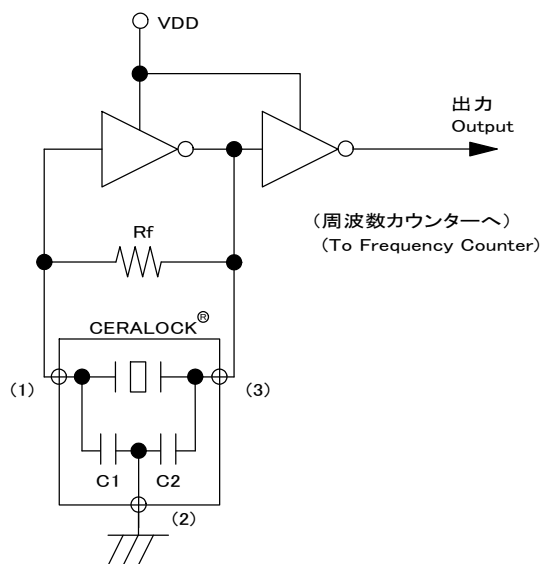 VDD
出力
Output
(周波数カウンターへ)
(To Frequency Counter)
Rf
CERALOCK®
(1)
(3)
C1
C2
(2)